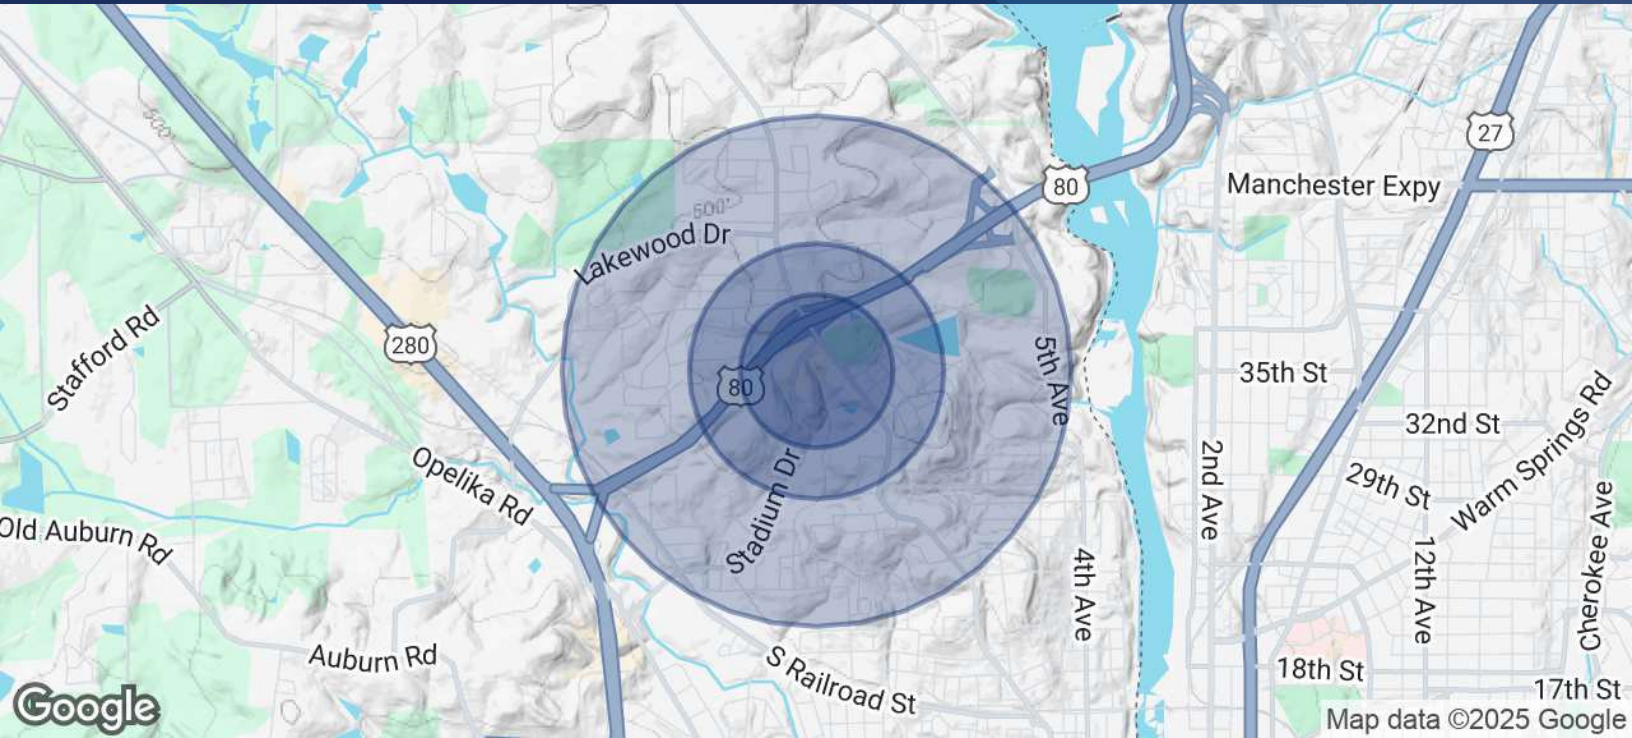 500
27
80
Manchester Expy
500'
Lakewood Dr
Stafford Rd
280
5th Ave
35th St
80
32nd St
Warm Springs Rd
29th St
2nd Ave
Opelika Rd
Stadium Dr
Cherokee Ave
Old Auburn Rd
4th Ave
12th Ave
Auburn Rd
S Railroad St
18th St
17th St
Google
Map data ©2025 Google